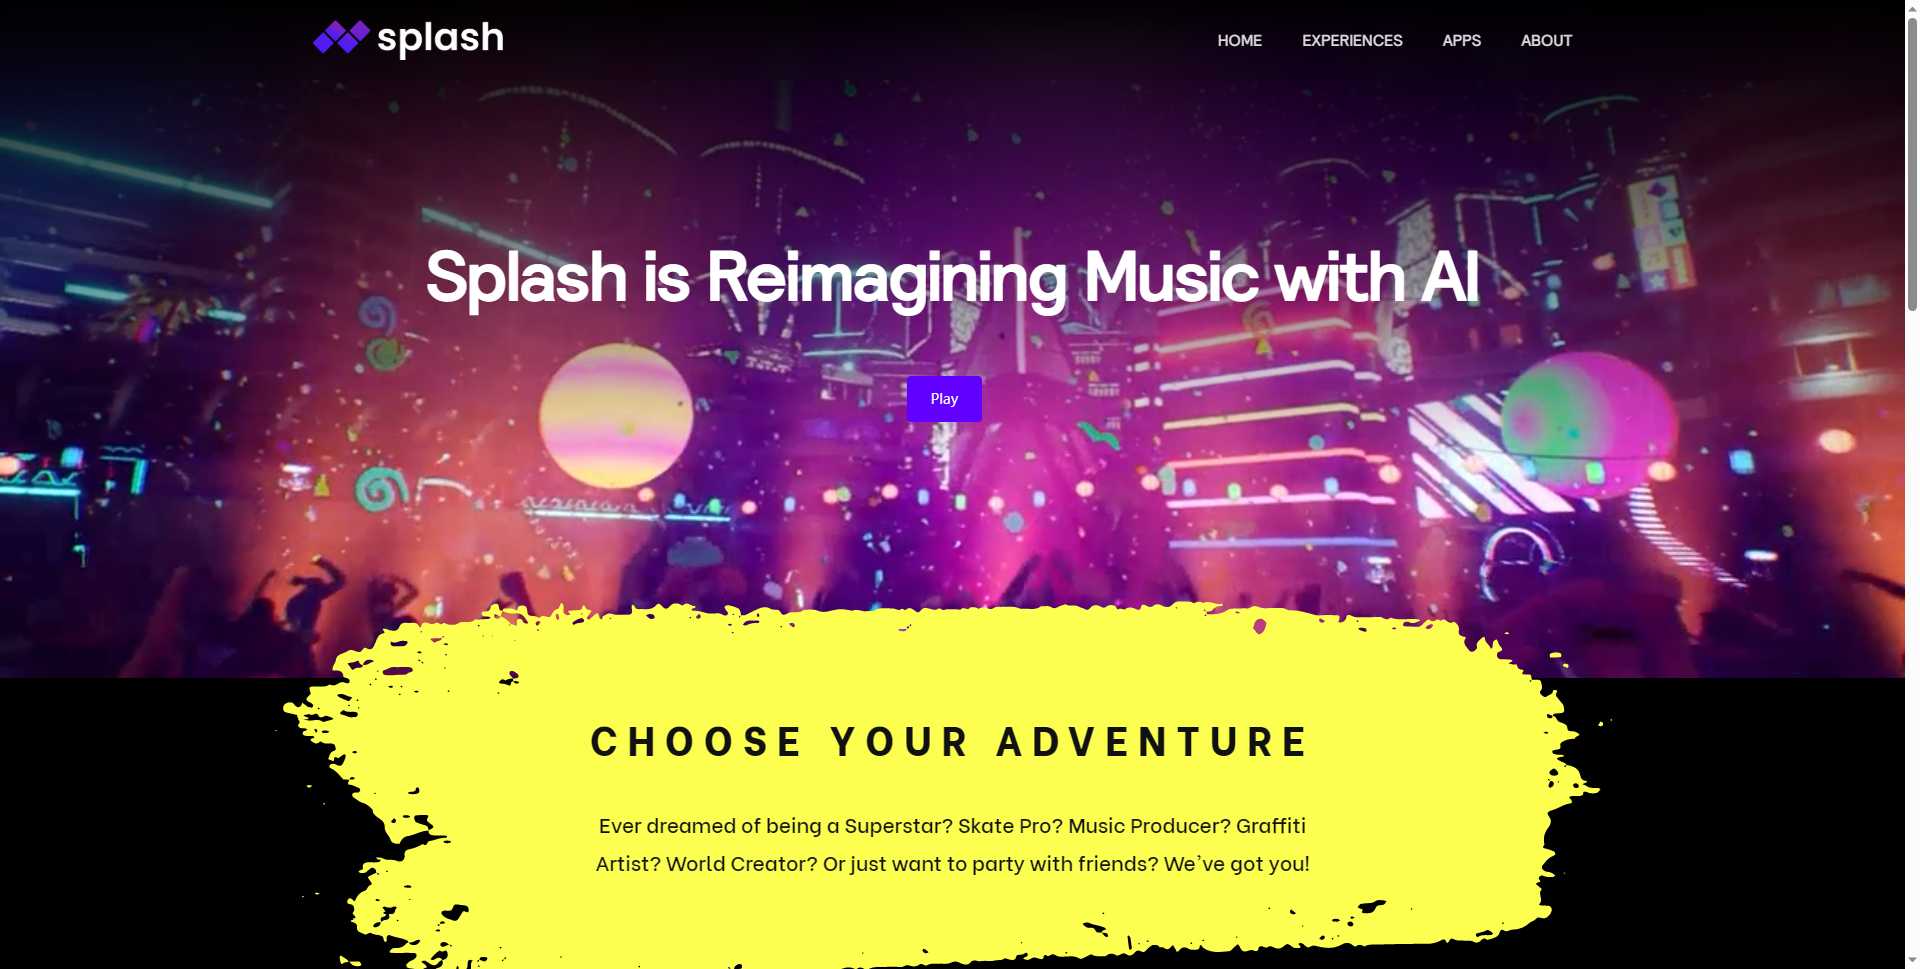 splash
HOME EXPERIENCES APPS ABOUT
Splash is Reimagining Music with AI
Play
CHOOSE YOUR ADVENTURE
Ever dreamed of being a Superstar? Skate Pro? Music Producer? Graffiti
Artist? World Creator? Or just want to party with friends? We've got you!